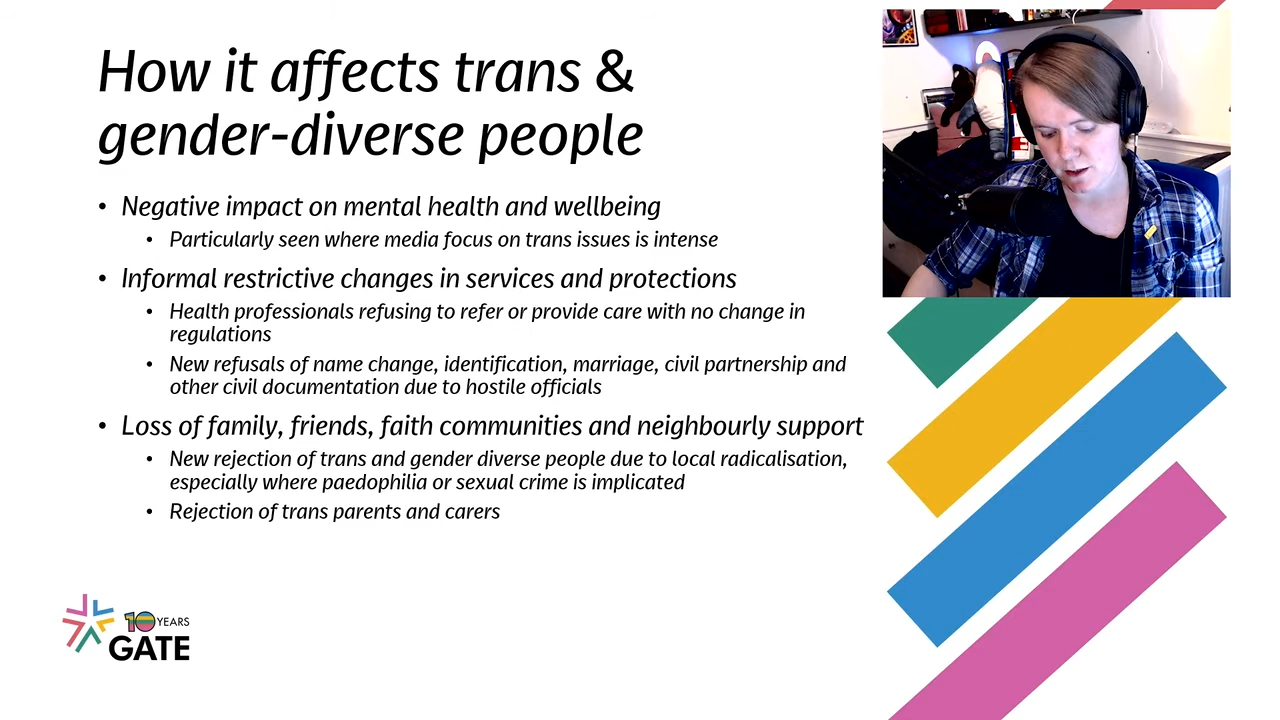 How it affects trans &
gender-diverse people
• Negative impact on mental health and wellbeing
• Particularly seen where media focus on trans issues is intense
• Informal restrictive changes in services and protections
• Health professionals refusing to refer or provide care with no change in
regulations
• New refusals of name change, identification, marriage, civil partnership and
other civil documentation due to hostile officials
• Loss of family, friends, faith communities and neighbourly support
• New rejection of trans and gender diverse people due to local radicalisation,
especially where paedophilia or sexual crime is implicated
• Rejection of trans parents and carers
10 YEARS
GATE